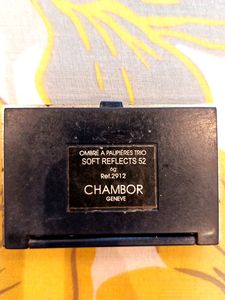 OMBRE A PAUPIÈRES TRIO
SOFT REFLECTS 52
6g
Ref.2912
CHAMBOR
GENEVE